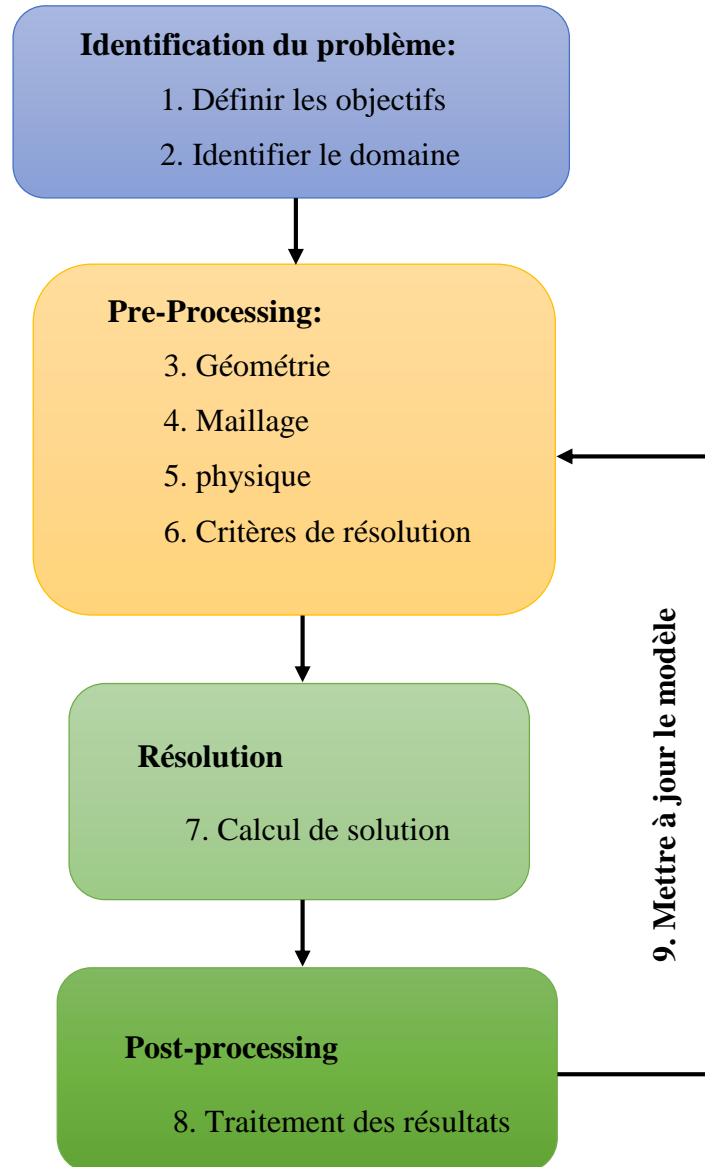 Identification du problème:
1. Définir les objectifs
2. Identifier le domaine
Pre-Processing:
3. Géométrie
4. Maillage
5. physique
6. Critères de résolution
Résolution
7. Calcul de solution
Post-processing
8. Traitement des résultats
9. Mettre à jour le modèle